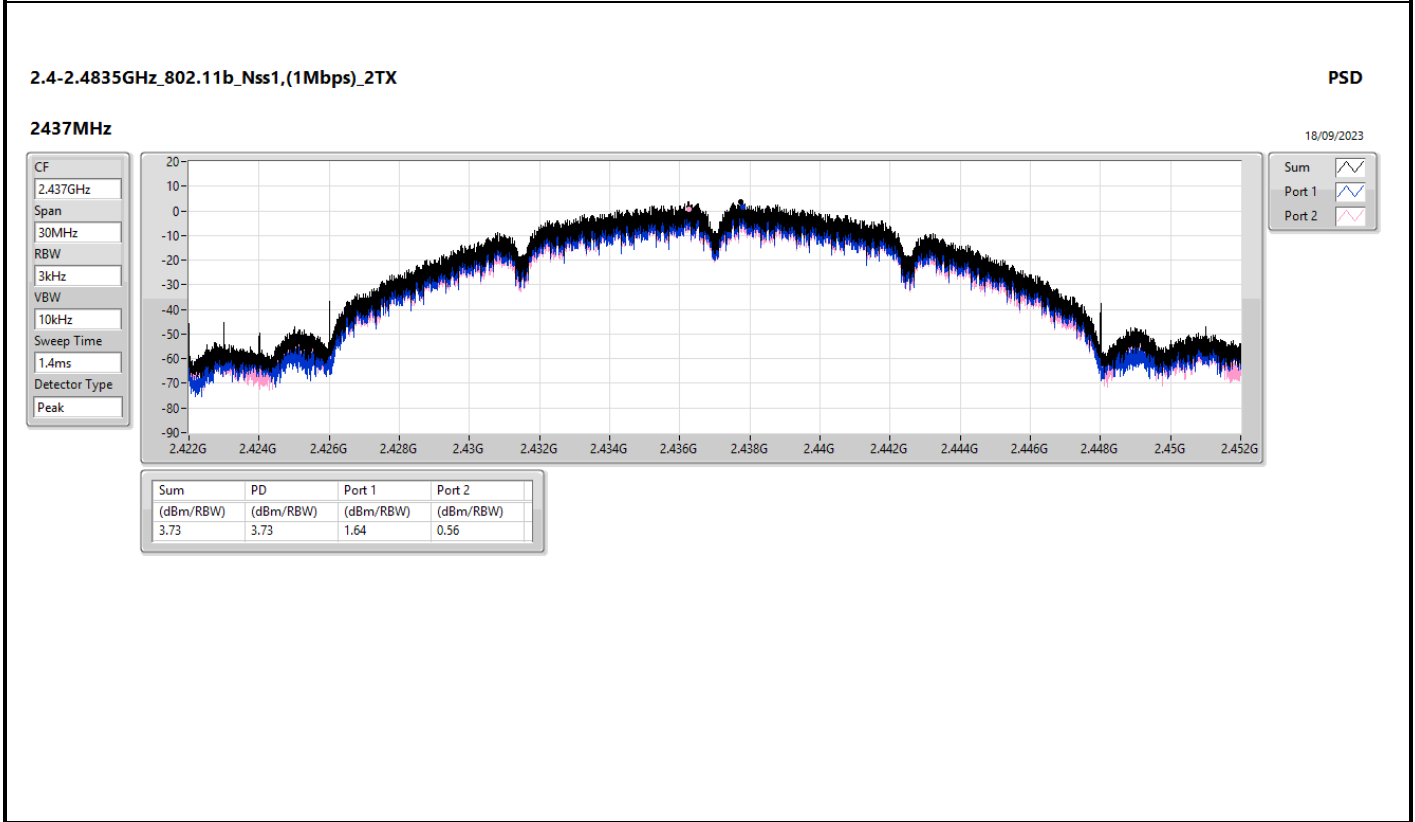 2.4-2.4835GHz_802.11b_Nss1,(1Mbps)_2TX
PSD
2437MHz
18/09/2023
CF
2.437GHz
Span
30MHz
RBW
3kHz
VBW
10kHz
Sweep Time
1.4ms
Detector Type
Peak
20
10
0
-10
-20
-30
-40
-50
-60
-70
-80
-90
2.422G 2.424G 2.426G 2.428G 2.43G 2.432G 2.434G 2.436G 2.438G 2.44G 2.442G 2.444G 2.446G 2.448G 2.45G 2.452G
Sum
Port 1
Port 2
Sum PD Port 1 Port 2
(dBm/RBW) (dBm/RBW) (dBm/RBW) (dBm/RBW)
3.73 3.73 1.64 0.56